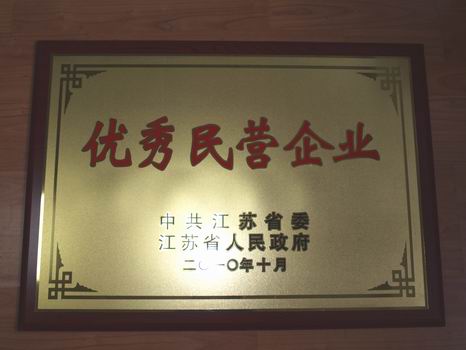 优秀民营企业
中共江苏省委
江苏省人民政府
二〇一〇年十月